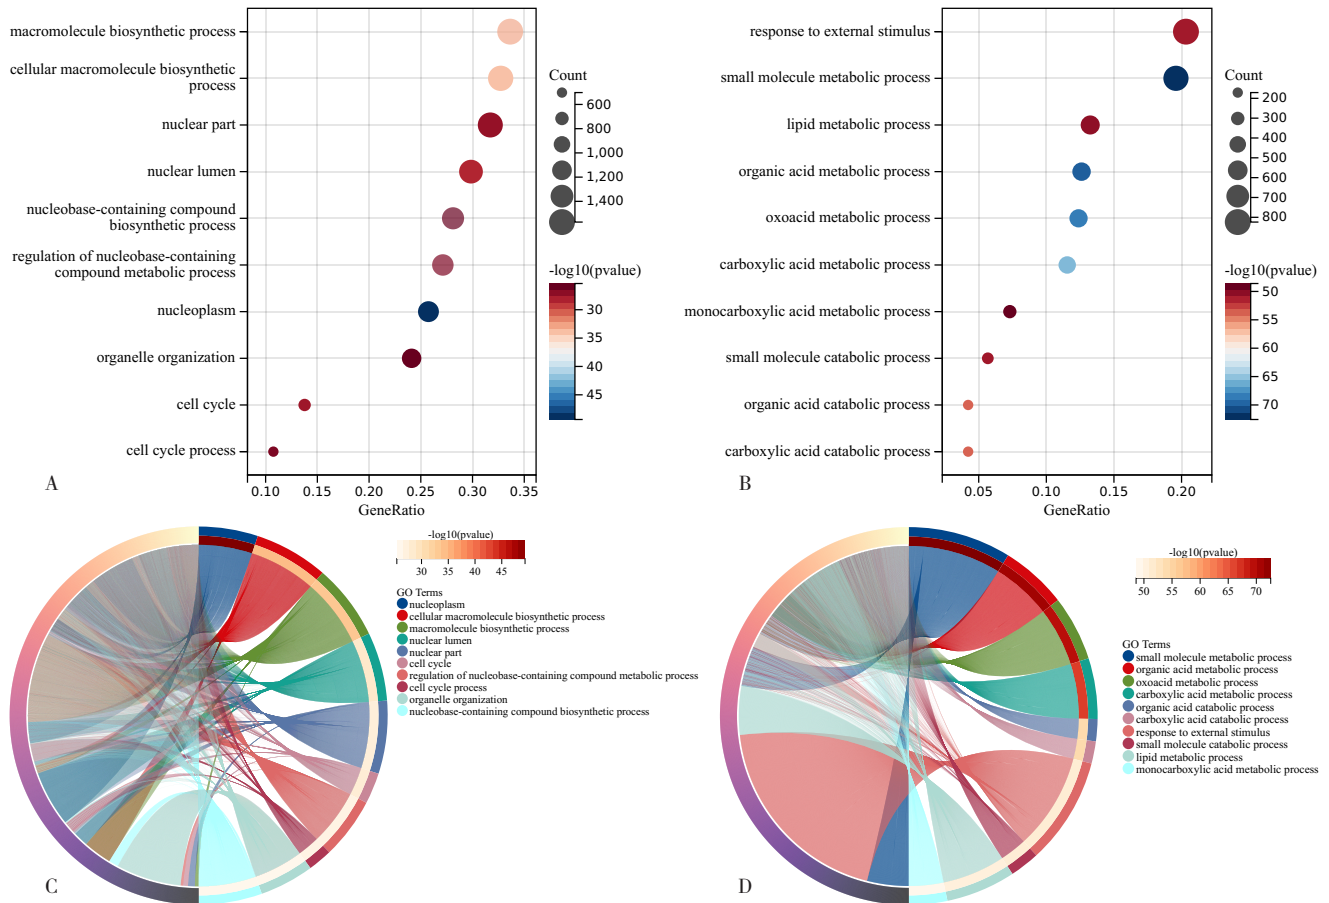 macromolecule biosynthetic process
cellular macromolecule biosynthetic
process
nuclear part
nuclear lumen
nucleobase-containing compound
biosynthetic process
regulation of nucleobase-containing
compound metabolic process
nucleoplasm
organelle organization
cell cycle
cell cycle process
A
0.10 0.15 0.20 0.25 0.30 0.35
GeneRatio
Count
600
800
1,000
1,200
1,400
-log10(pvalue)
30
35
40
45
response to external stimulus
small molecule metabolic process
lipid metabolic process
organic acid metabolic process
oxoacid metabolic process
carboxylic acid metabolic process
monocarboxylic acid metabolic process
small molecule catabolic process
organic acid catabolic process
carboxylic acid catabolic process
B
0.05 0.10 0.15 0.20
GeneRatio
Count
200
300
400
500
600
700
800
-log10(pvalue)
50
55
60
65
70
-log10(pvalue)
30 35 40 45
GO Terms
nucleoplasm
cellular macromolecule biosynthetic process
macromolecule biosynthetic process
nuclear lumen
nuclear part
cell cycle
regulation of nucleobase-containing compound metabolic process
cell cycle process
organelle organization
nucleobase-containing compound biosynthetic process
C
-log10(pvalue)
50 55 60 65 70
GO Terms
small molecule metabolic process
organic acid metabolic process
oxoacid metabolic process
carboxylic acid metabolic process
organic acid catabolic process
carboxylic acid catabolic process
response to external stimulus
small molecule catabolic process
lipid metabolic process
monocarboxylic acid metabolic process
D